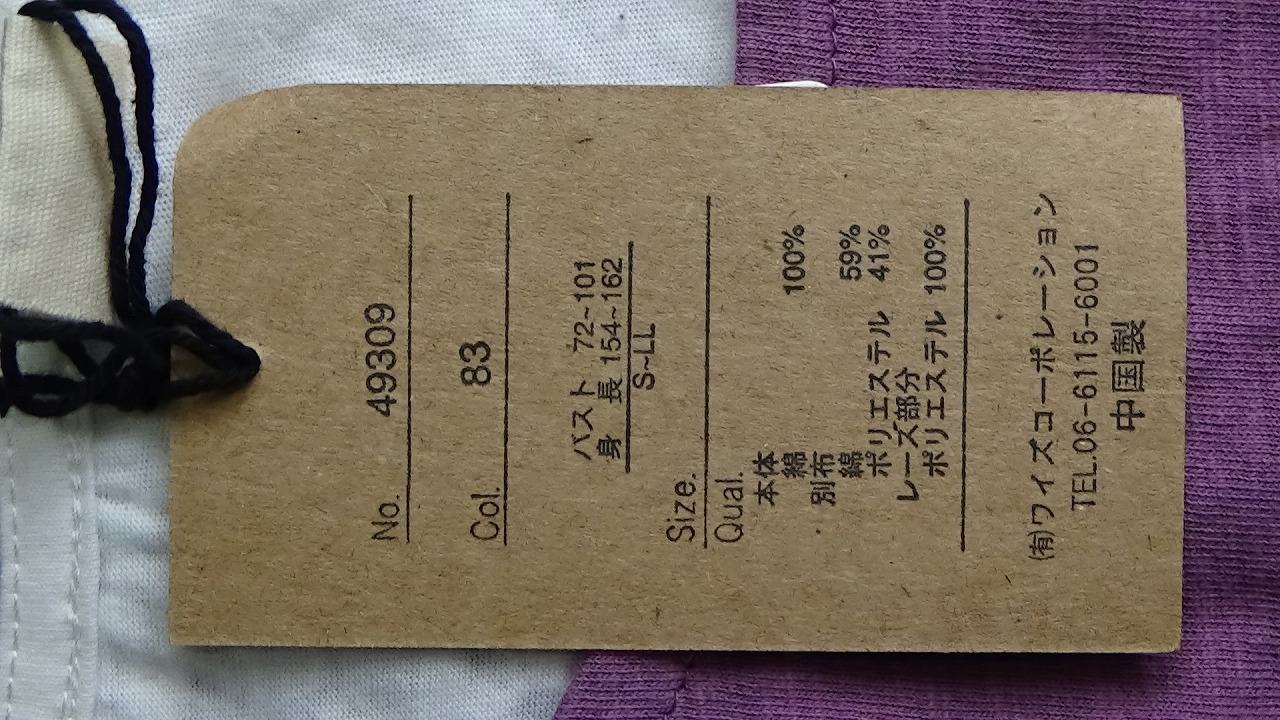 No. 49309
Col. 83
バスト 72~101
身 長 154~162
S~LL
Size.
Qual.
本体
綿 100%
別布
綿 59%
ポリエステル 41%
レース部分
ポリエステル 100%
(有)ワイズコーポレーション
TEL.06-6115-6001
中国製